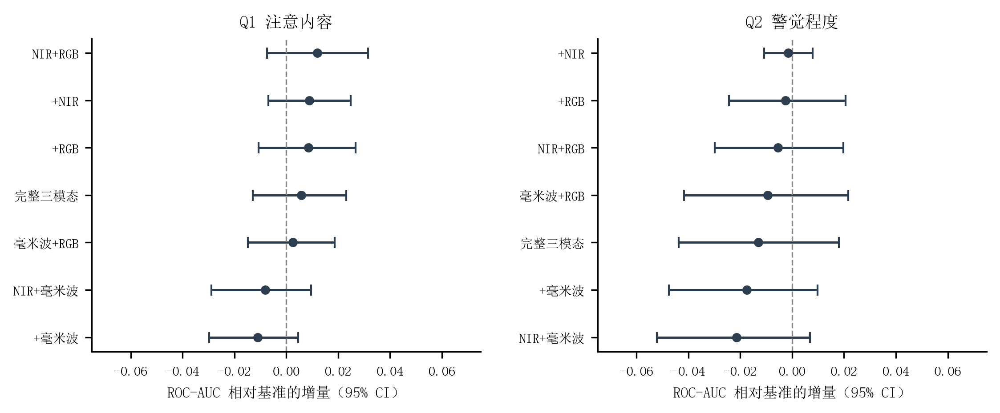 Q1 注意内容
NIR+RGB
+NIR
+RGB
完整三模态
毫米波+RGB
NIR+毫米波
+毫米波
-0.06 -0.04 -0.02 0.00 0.02 0.04 0.06
ROC-AUC 相对基准的增量（95% CI）
Q2 警觉程度
+NIR
+RGB
NIR+RGB
毫米波+RGB
完整三模态
+毫米波
NIR+毫米波
-0.06 -0.04 -0.02 0.00 0.02 0.04 0.06
ROC-AUC 相对基准的增量（95% CI）